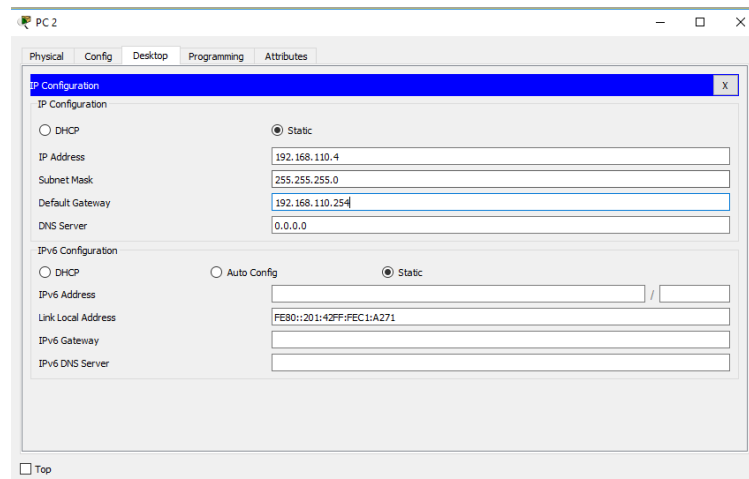 PC 2
Physical Config Desktop Programming Attributes
IP Configuration X
IP Configuration
DHCP Static
IP Address 192.168.110.4
Subnet Mask 255.255.255.0
Default Gateway 192.168.110.254
DNS Server 0.0.0.0
IPv6 Configuration
DHCP Auto Config Static
IPv6 Address /
Link Local Address FE80::201:42FF:FEC1:A271
IPv6 Gateway
IPv6 DNS Server
Top